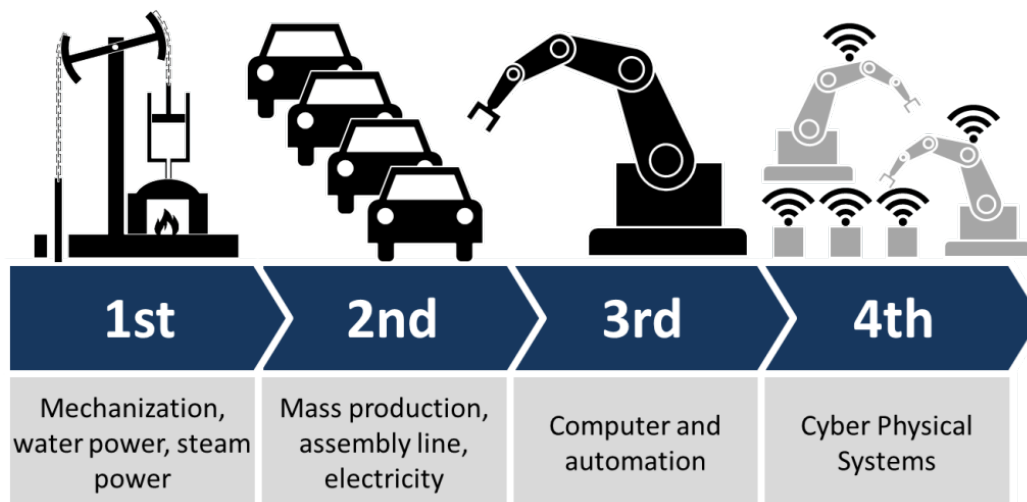 1st
2nd
3rd
4th
Mechanization,
water power, steam
power
Mass production,
assembly line,
electricity
Computer and
automation
Cyber Physical
Systems